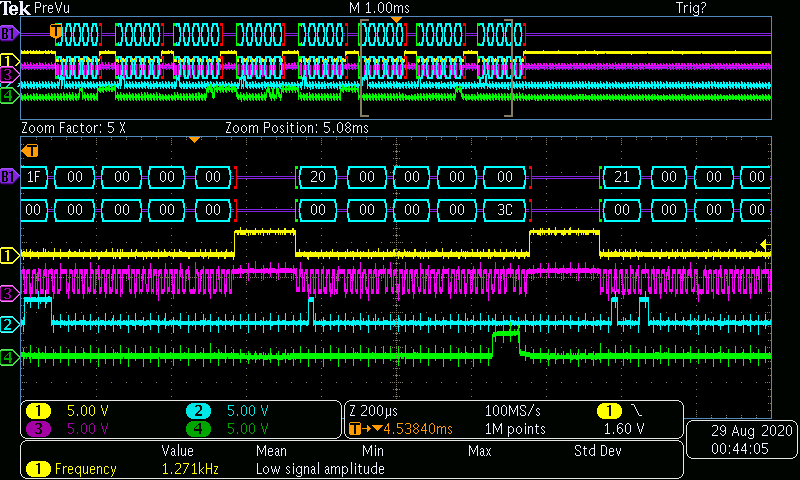 Tek PreVu M 1.00ms Trig?
B1
T
1
3
2
4
Zoom Factor: 5 X Zoom Position: 5.08ms
T
B1 1F 00 00 00 00 20 00 00 00 00 21 00 00 00
00 00 00 00 00 00 00 00 00 3C 00 00 00 00
1
3
2
4
1 5.00 V 2 5.00 V Z 200µs 100MS/s 1 1.60 V
3 5.00 V 4 5.00 V T 4.53840ms 1M points
29 Aug 2020
00:44:05
Value Mean Min Max Std Dev
1 Frequency 1.271kHz Low signal amplitude